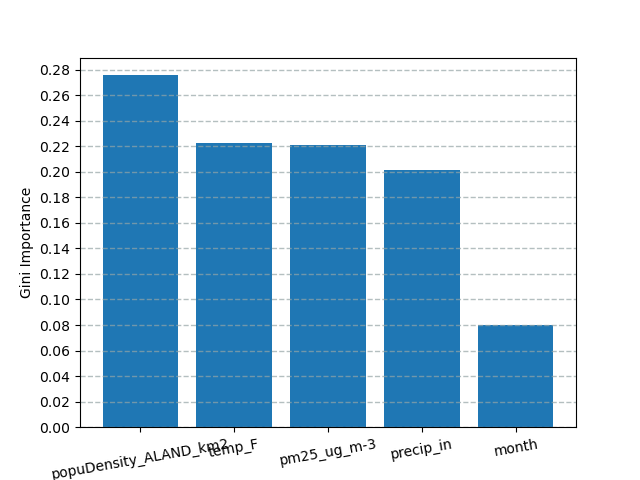 0.28
0.26
0.24
0.22
0.20
0.18
0.16
0.14
0.12
0.10
0.08
0.06
0.04
0.02
0.00
Gini Importance
popuDensity_ALAND_km2
temp_F
pm25_ug_m-3
precip_in
month